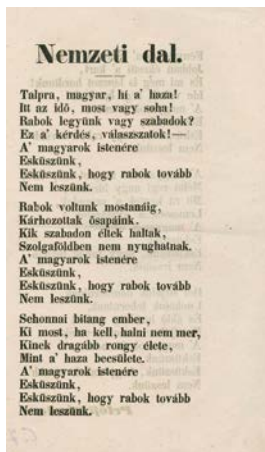 Nemzeti dal.
Talpra, magyar, hí a' haza!
Itt az idő, most vagy soha!
Rabok legyünk vagy szabadok?
Ez a' kérdés, válaszszatok! —
A' magyarok istenére
Esküszünk,
Esküszünk, hogy rabok tovább
Nem leszünk.
Rabok voltunk mostanáig,
Kárhozottak ősapáink.
Kik szabadon éltek haltak,
Szolgaföldben nem nyughatnak.
A' magyarok istenére
Esküszünk,
Esküszünk, hogy rabok tovább
Nem leszünk.
Sehonnai bitang ember,
Ki most, ha kell, halni nem mer,
Kinek drágább rongy élete,
Mint a' haza becsülete.
A' magyarok istenére
Esküszünk,
Esküszünk, hogy rabok tovább
Nem leszünk.